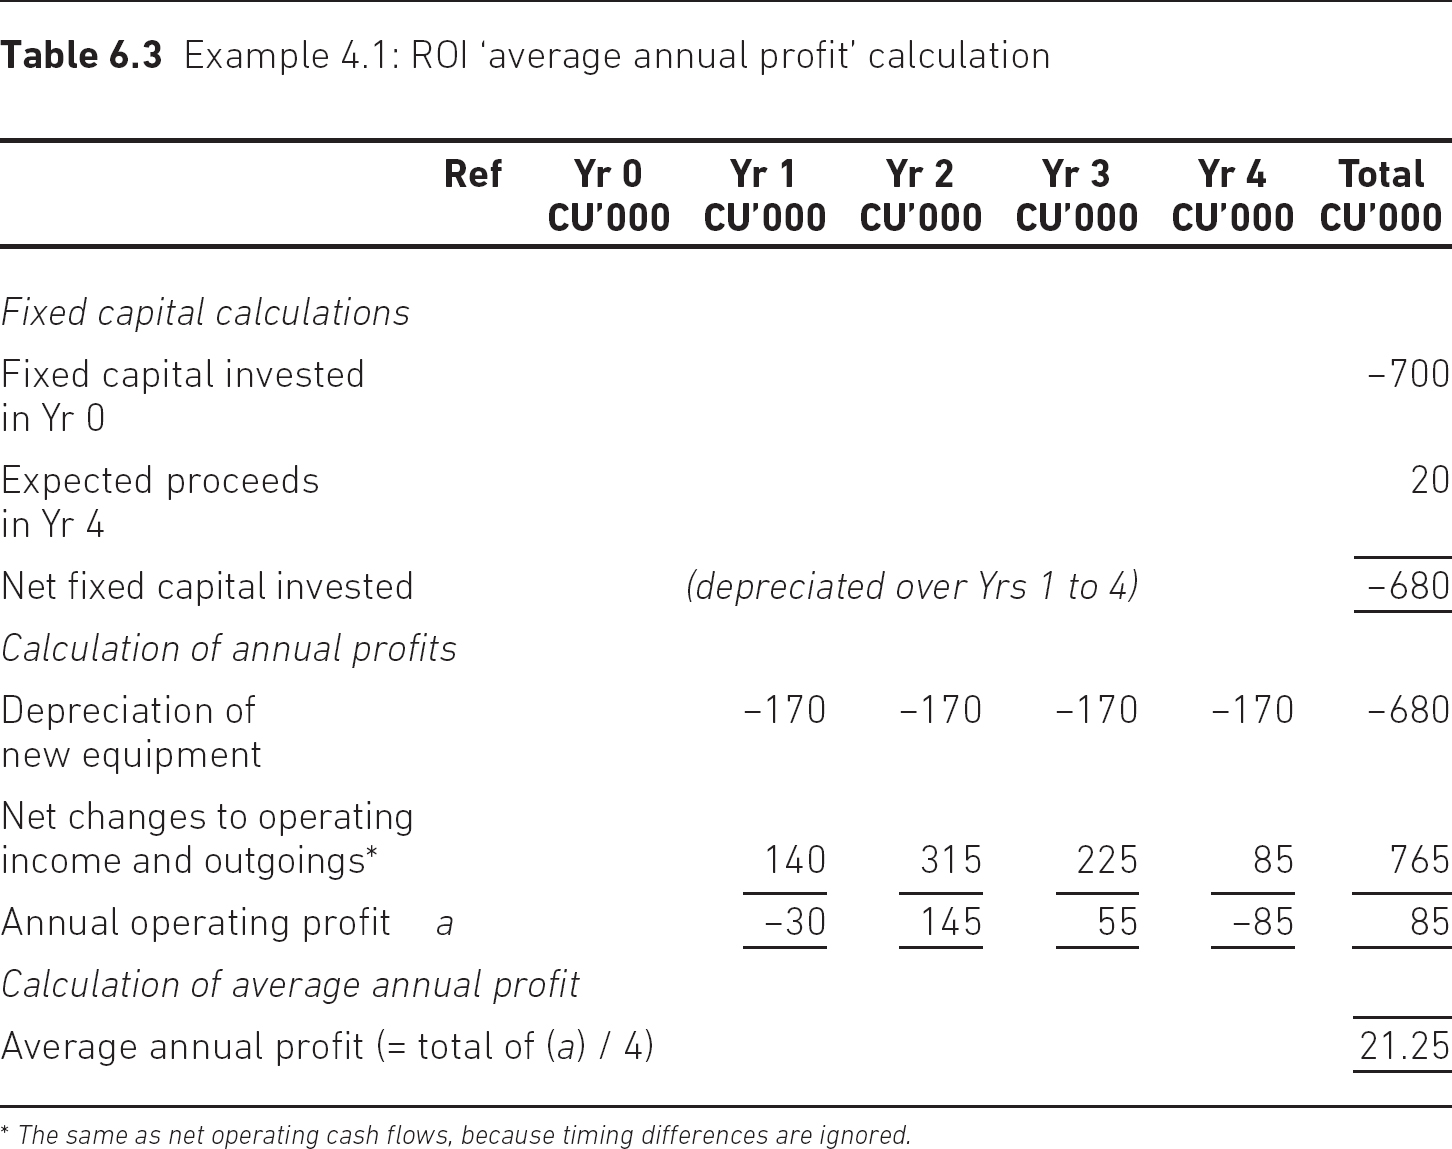 Table 6.3 Example 4.1: ROI ‘average annual profit’ calculation
Ref Yr 0 Yr 1 Yr 2 Yr 3 Yr 4 Total
CU’000 CU’000 CU’000 CU’000 CU’000 CU’000
Fixed capital calculations
Fixed capital invested –700
in Yr 0
Expected proceeds 20
in Yr 4
Net fixed capital invested (depreciated over Yrs 1 to 4) –680
Calculation of annual profits
Depreciation of –170 –170 –170 –170 –680
new equipment
Net changes to operating
income and outgoings* 140 315 225 85 765
Annual operating profit a –30 145 55 –85 85
Calculation of average annual profit
Average annual profit (= total of (a) / 4) 21.25
* The same as net operating cash flows, because timing differences are ignored.